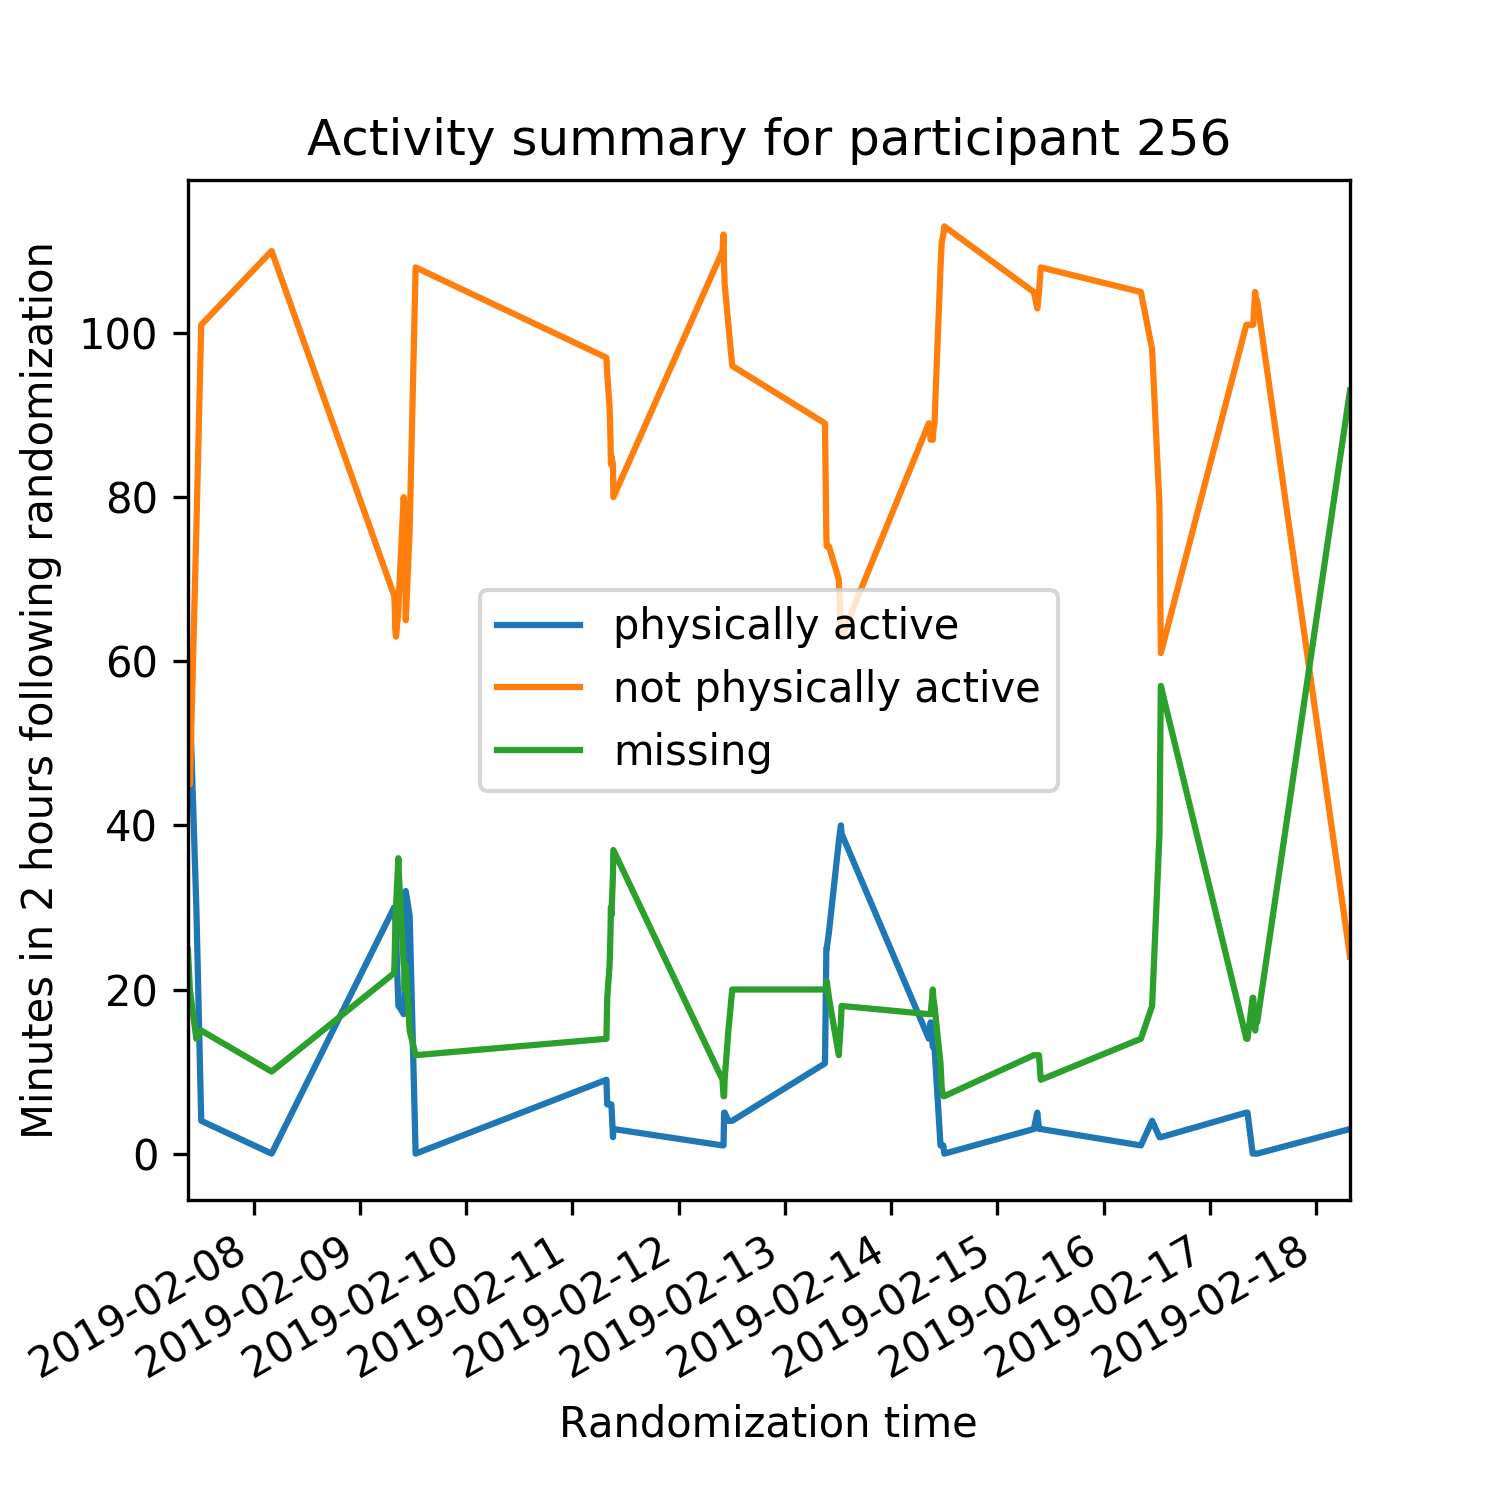 Activity summary for participant 256
Minutes in 2 hours following randomization
100
80
60
40
20
0
physically active
not physically active
missing
2019-02-08
2019-02-09
2019-02-10
2019-02-11
2019-02-12
2019-02-13
2019-02-14
2019-02-15
2019-02-16
2019-02-17
2019-02-18
Randomization time